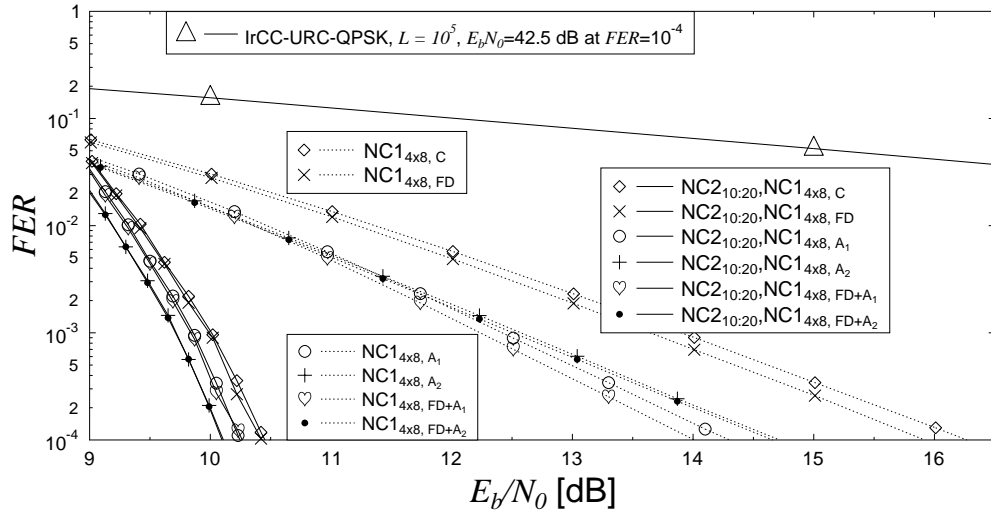 IrCC-URC-QPSK, L = 10^5, E_bN_0=42.5 dB at FER=10^-4
1
2
10^-1
5
2
10^-2
5
2
10^-3
5
2
10^-4
FER
NC1_4x8, C
NC1_4x8, FD
NC2_10:20,NC1_4x8, C
NC2_10:20,NC1_4x8, FD
NC2_10:20,NC1_4x8, A_1
NC2_10:20,NC1_4x8, A_2
NC2_10:20,NC1_4x8, FD+A_1
NC2_10:20,NC1_4x8, FD+A_2
NC1_4x8, A_1
NC1_4x8, A_2
NC1_4x8, FD+A_1
NC1_4x8, FD+A_2
9 10 11 12 13 14 15 16
E_b/N_0 [dB]